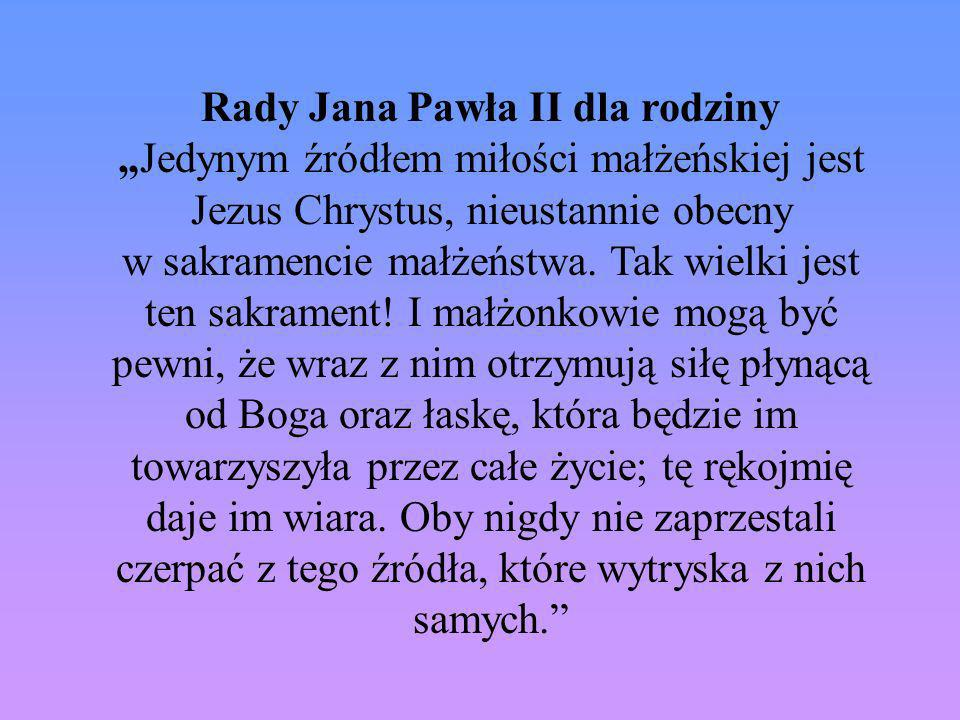 Rady Jana Pawła II dla rodziny
„Jedynym źródłem miłości małżeńskiej jest
Jezus Chrystus, nieustannie obecny
w sakramencie małżeństwa. Tak wielki jest
ten sakrament! I małżonkowie mogą być
pewni, że wraz z nim otrzymują siłę płynącą
od Boga oraz łaskę, która będzie im
towarzyszyła przez całe życie; tę rękojmię
daje im wiara. Oby nigdy nie zaprzestali
czerpać z tego źródła, które wytryska z nich
samych.”